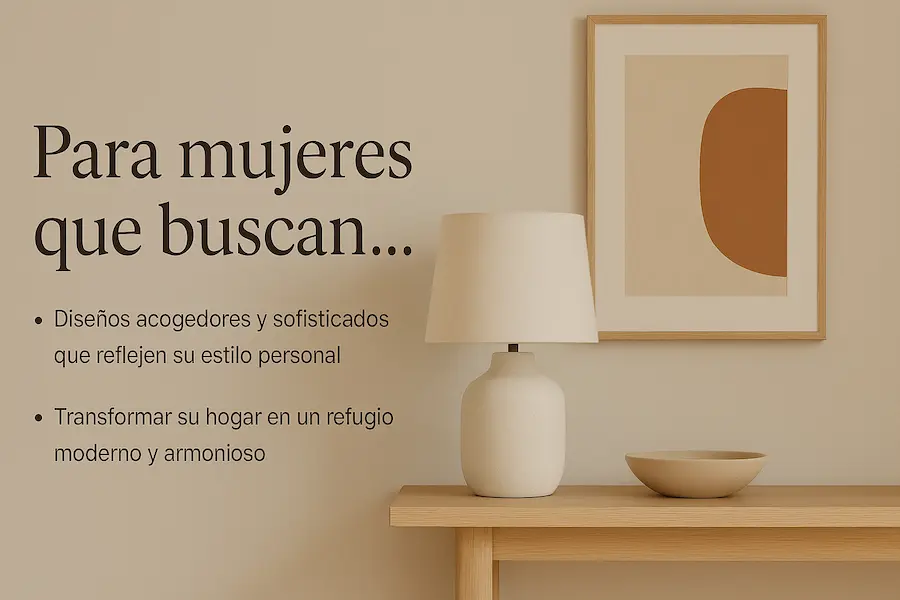 Para mujeres
que buscan...
• Diseños acogedores y sofisticados
que reflejen su estilo personal
• Transformar su hogar en un refugio
moderno y armonioso